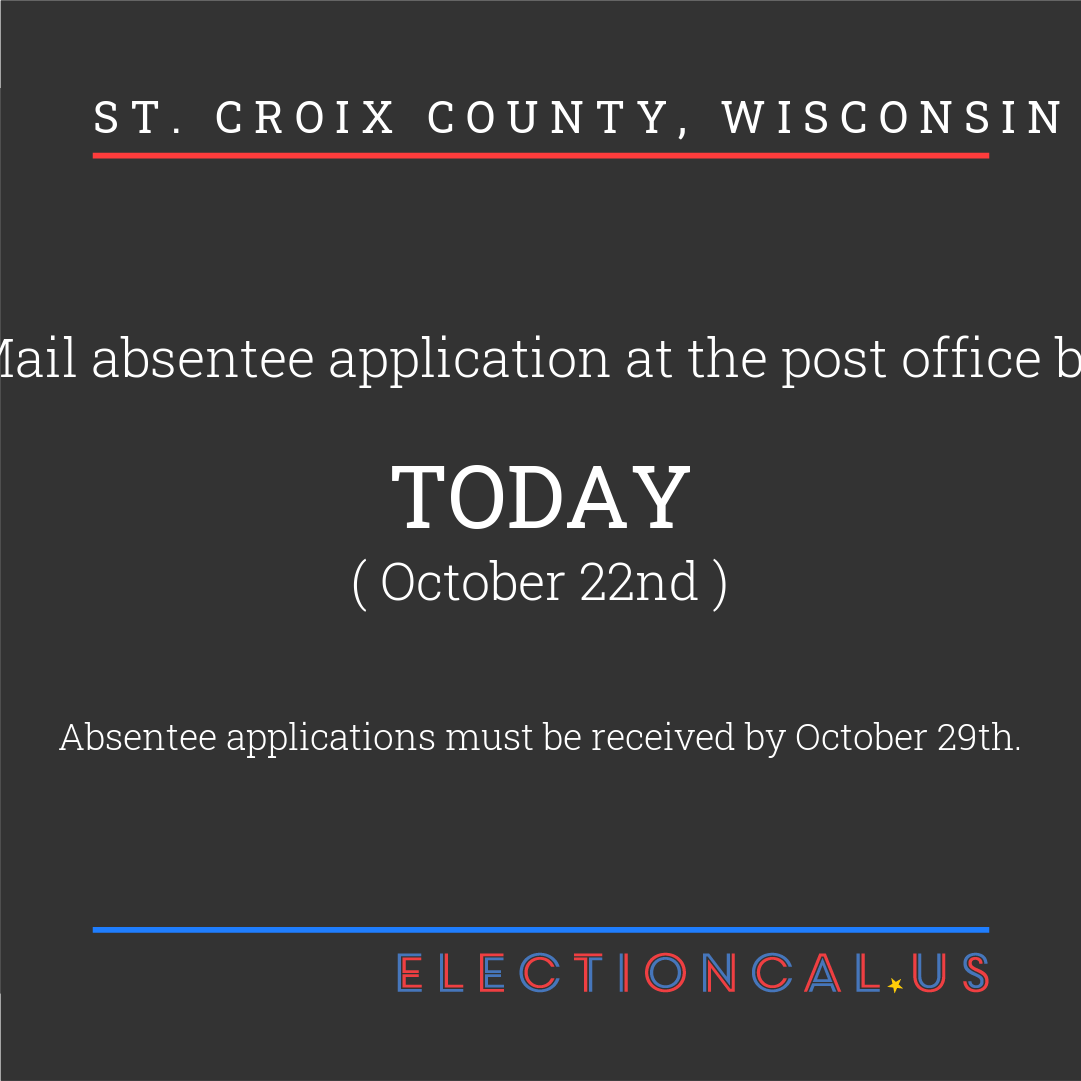 ST. CROIX COUNTY, WISCONSIN
Mail absentee application at the post office b
TODAY
( October 22nd )
Absentee applications must be received by October 29th.
ELECTIONCAL.US